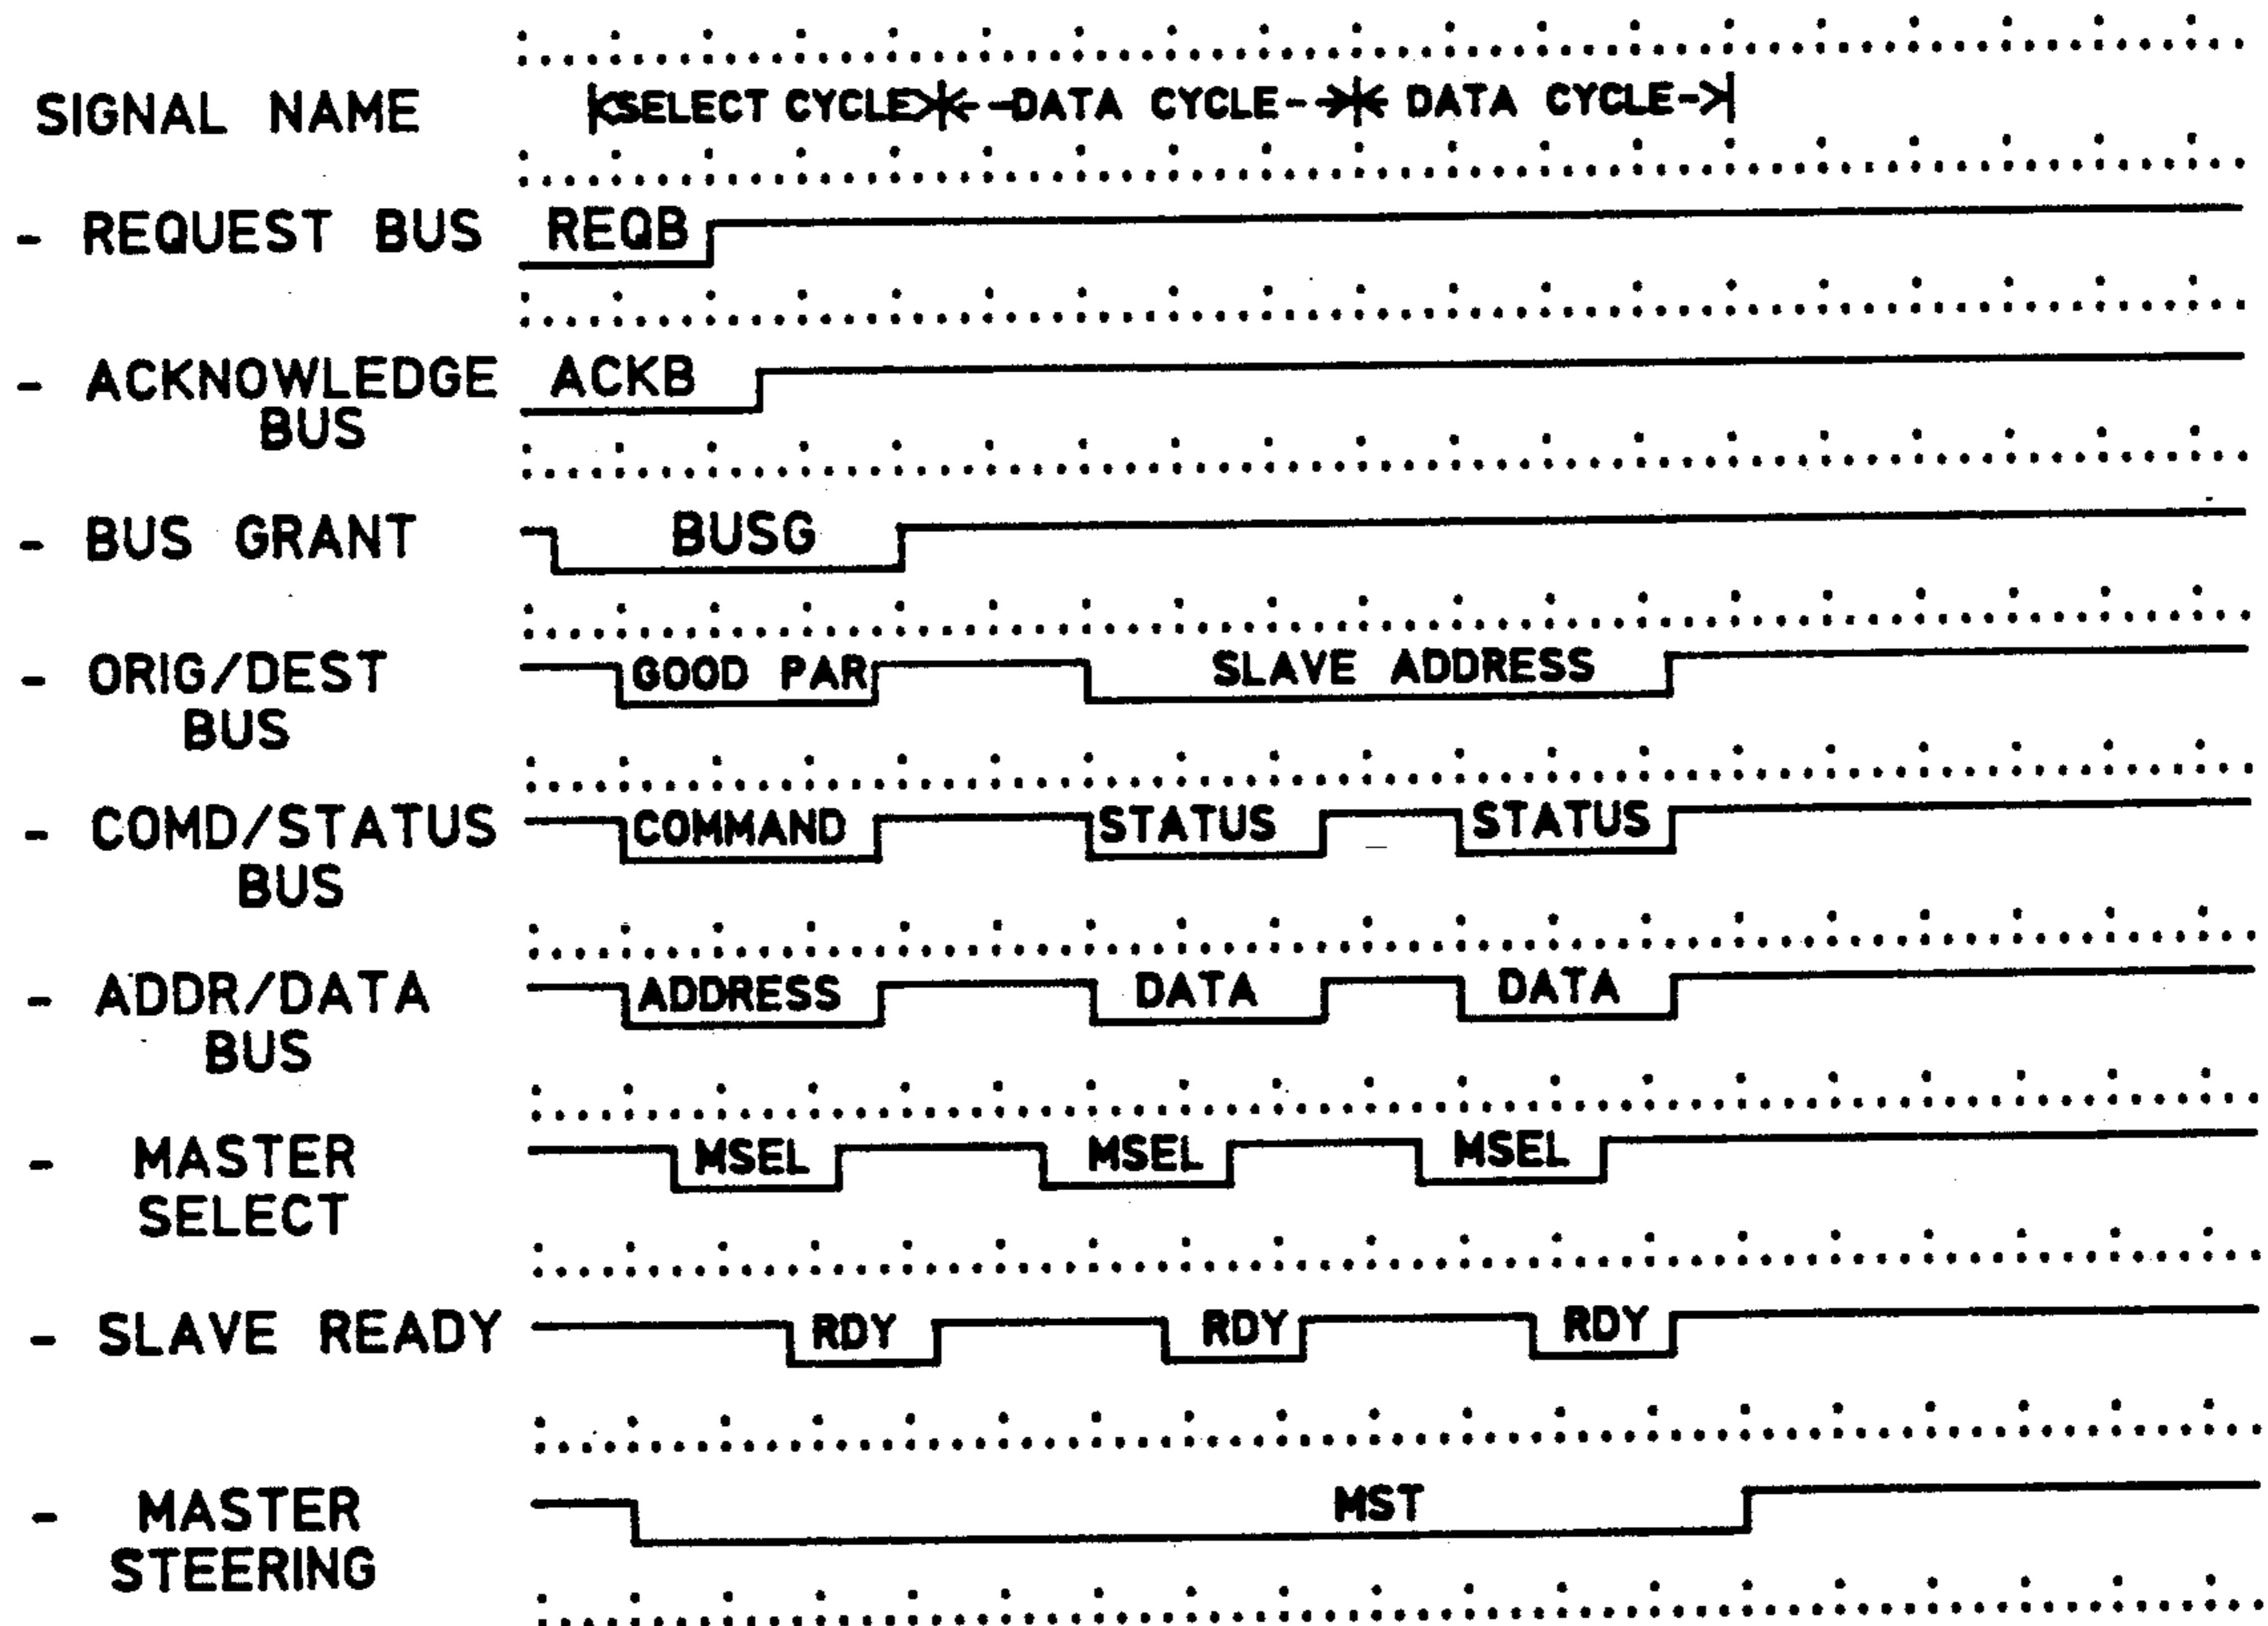 SIGNAL NAME |<SELECT CYCLE>|<--DATA CYCLE-->|< DATA CYCLE->|
- REQUEST BUS REQB
- ACKNOWLEDGE ACKB
BUS
- BUS GRANT BUSG
- ORIG/DEST GOOD PAR SLAVE ADDRESS
BUS
- COMD/STATUS COMMAND STATUS STATUS
BUS
- ADDR/DATA ADDRESS DATA DATA
BUS
- MASTER MSEL MSEL MSEL
SELECT
- SLAVE READY RDY RDY RDY
- MASTER MST
STEERING